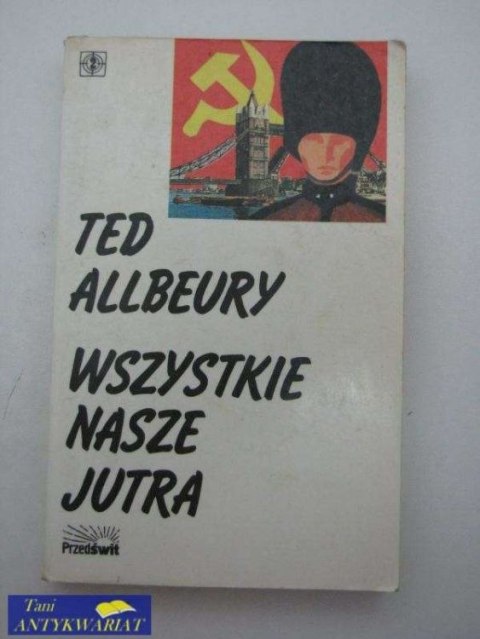 TED
ALLBEURY
WSZYSTKIE
NASZE
JUTRA
Przedświt
Tani
ANTYKWARIAT